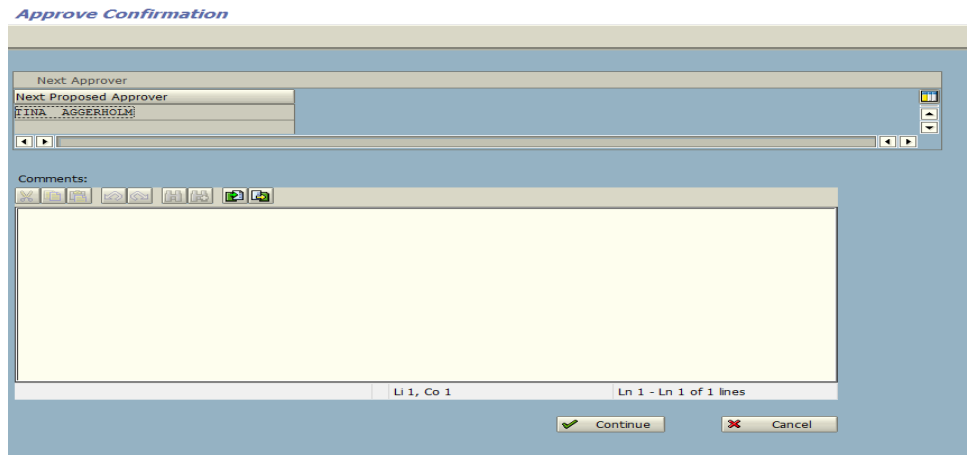 Approve Confirmation
Next Approver
Next Proposed Approver
TINA AGGERHOLM
Comments:
Li 1, Co 1
Ln 1 - Ln 1 of 1 lines
Continue
Cancel